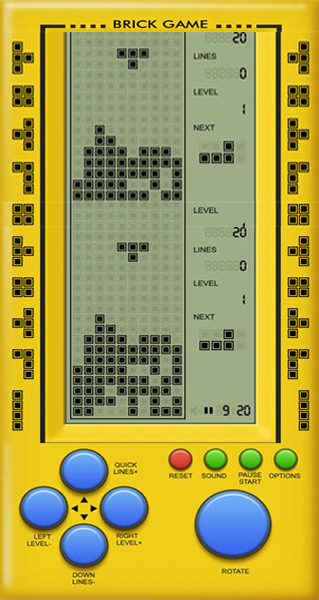 BRICK GAME
20
LINES
0
LEVEL
1
NEXT
LEVEL
20
LINES
0
LEVEL
1
NEXT
9 20
QUICK
LINES+
LEFT
LEVEL-
RIGHT
LEVEL+
DOWN
LINES-
RESET
SOUND
PAUSE
START
OPTIONS
ROTATE